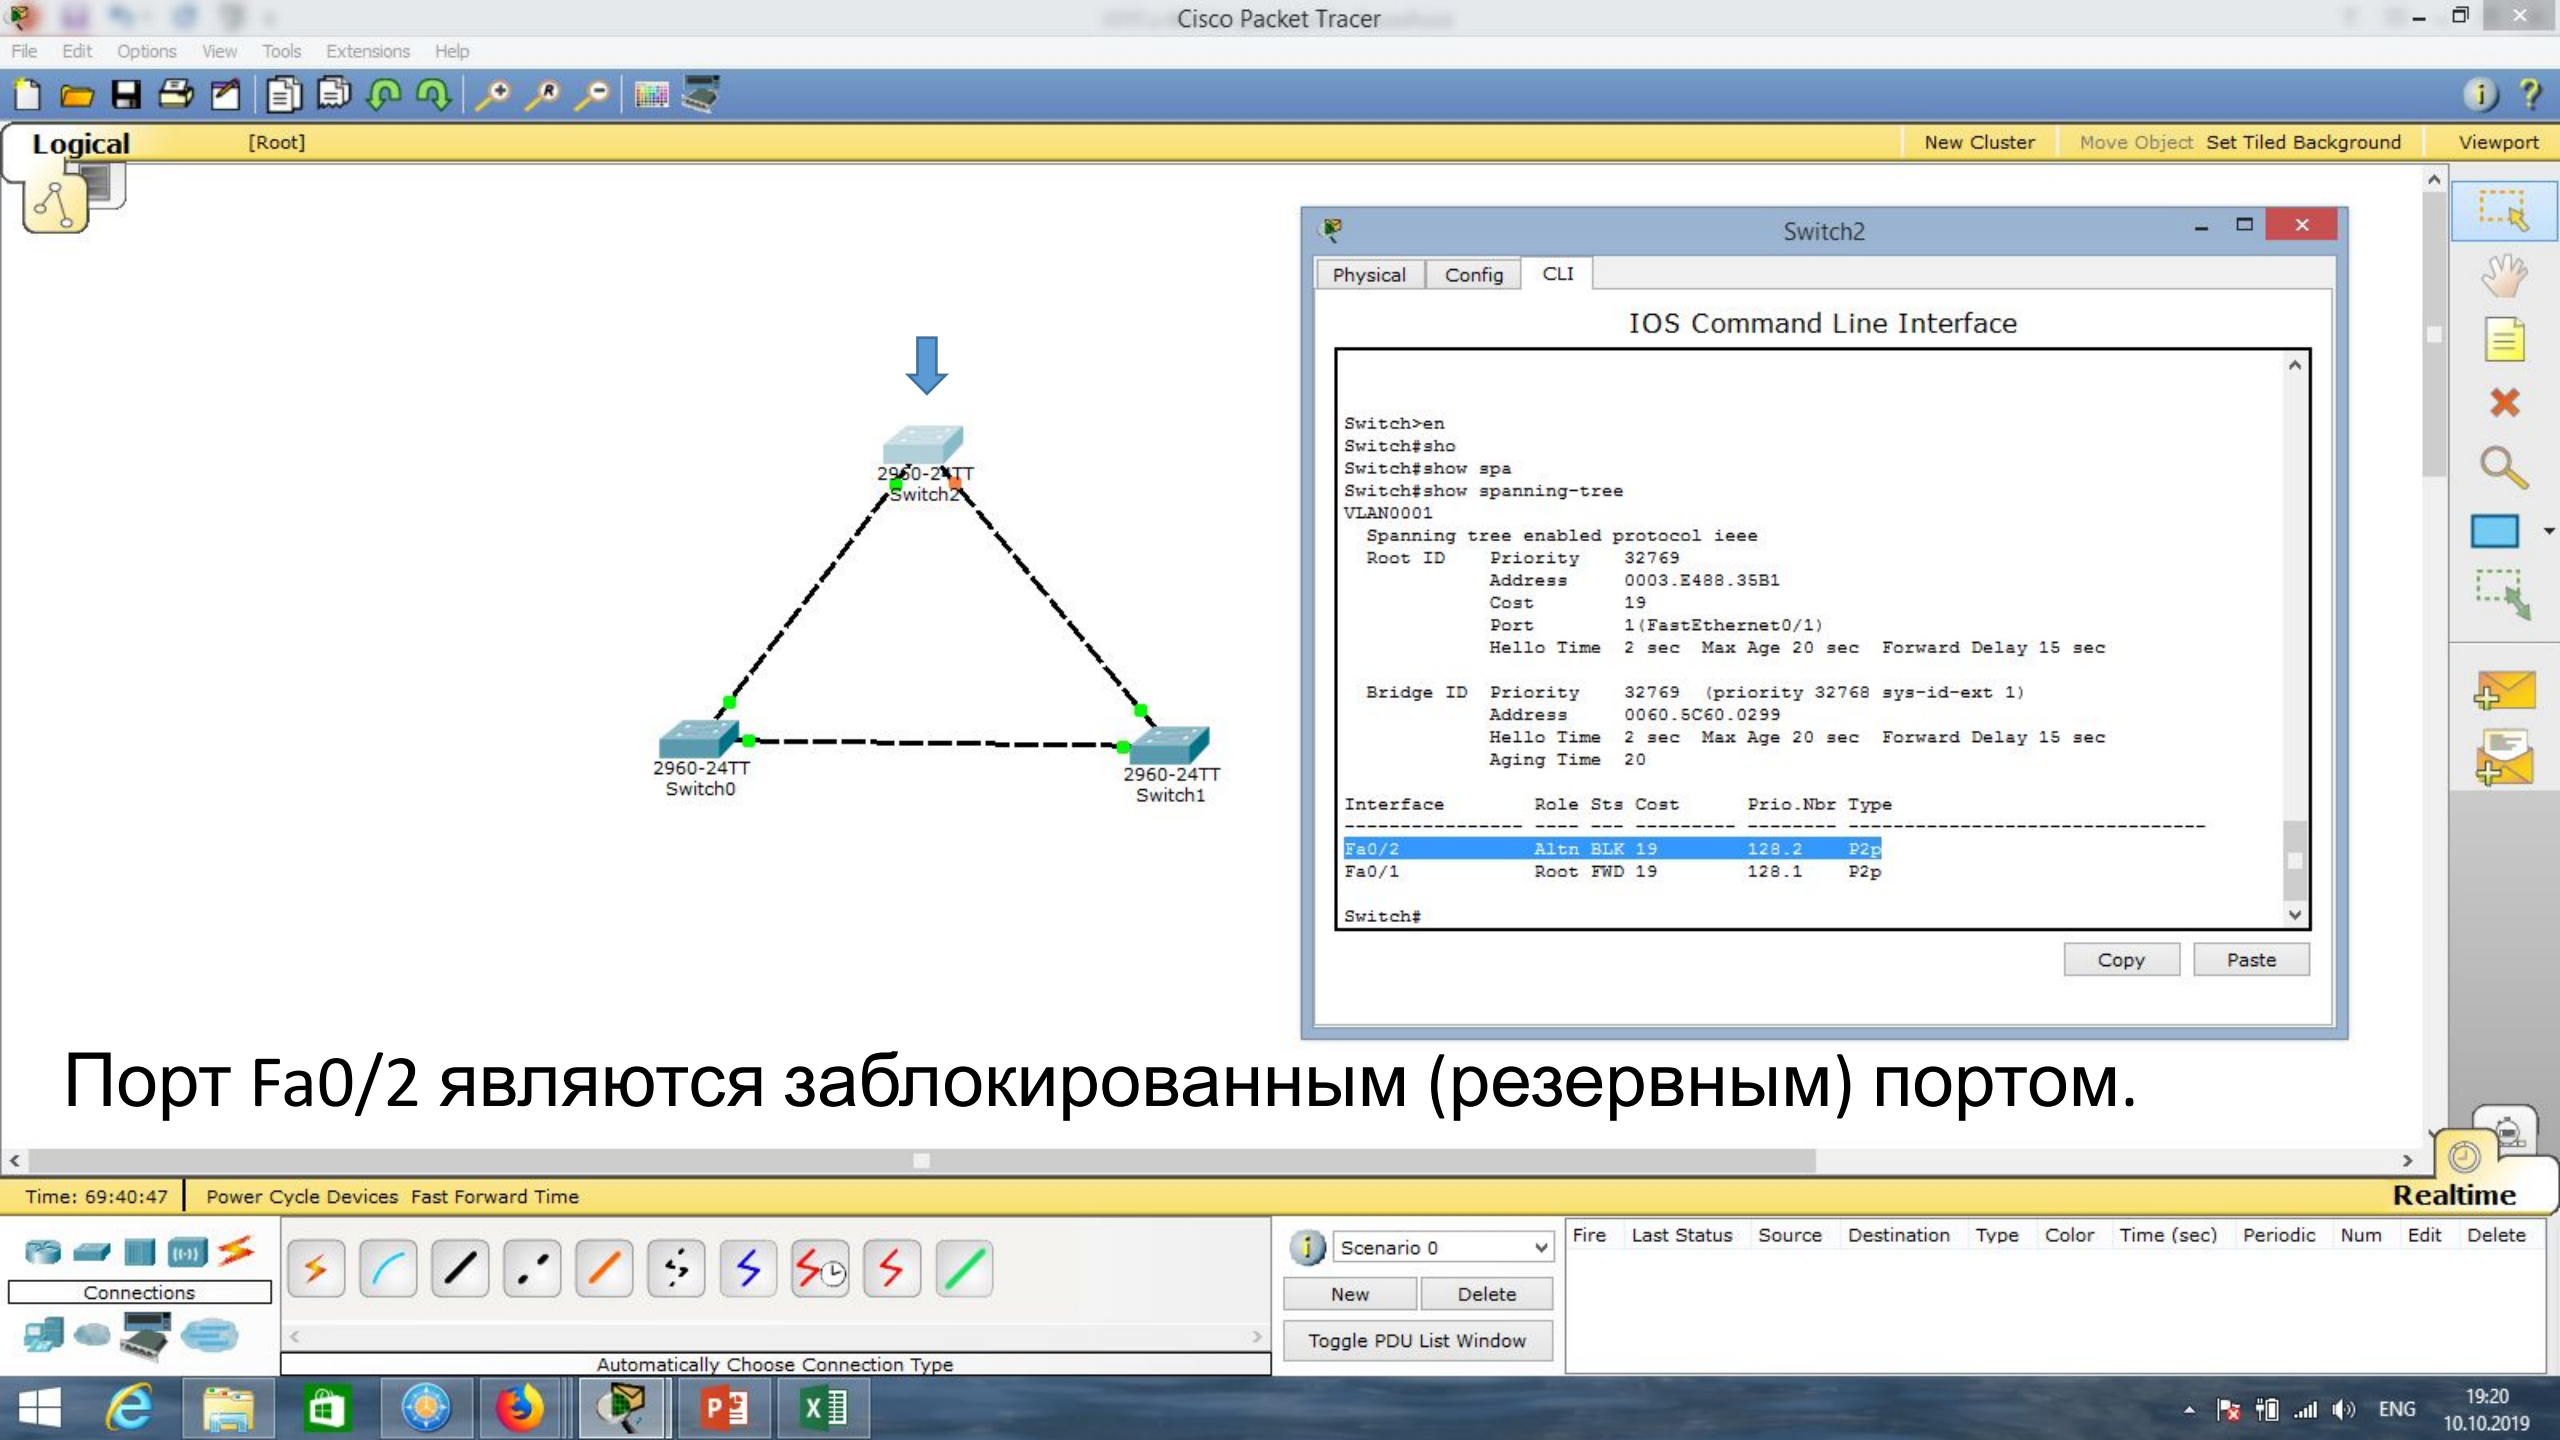 Cisco Packet Tracer
File Edit Options View Tools Extensions Help
Logical [Root] New Cluster Move Object Set Tiled Background Viewport
Switch2
Physical Config CLI
IOS Command Line Interface
Switch>en
Switch#sho
Switch#show spa
Switch#show spanning-tree
VLAN0001
Spanning tree enabled protocol ieee
Root ID Priority 32769
Address 0003.E488.35B1
Cost 19
Port 1(FastEthernet0/1)
Hello Time 2 sec Max Age 20 sec Forward Delay 15 sec
Bridge ID Priority 32769 (priority 32768 sys-id-ext 1)
Address 0060.5C60.0299
Hello Time 2 sec Max Age 20 sec Forward Delay 15 sec
Aging Time 20
Interface Role Sts Cost Prio.Nbr Type
---------------- ---- --- --------- -------- --------------------------------
Fa0/2 Altn BLK 19 128.2 P2p
Fa0/1 Root FWD 19 128.1 P2p
Switch#
Copy Paste
2960-24TT
Switch2
2960-24TT
Switch0
2960-24TT
Switch1
Порт Fa0/2 являются заблокированным (резервным) портом.
Time: 69:40:47 Power Cycle Devices Fast Forward Time
Realtime
Connections
Automatically Choose Connection Type
Scenario 0
New Delete
Toggle PDU List Window
Fire Last Status Source Destination Type Color Time (sec) Periodic Num Edit Delete
ENG
19:20
10.10.2019